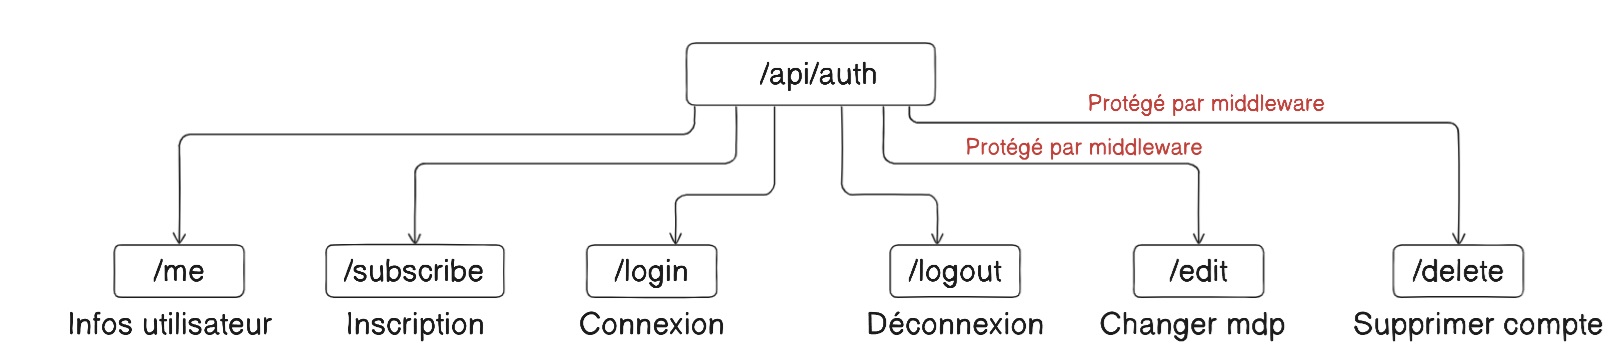 /api/auth
Protégé par middleware
Protégé par middleware
/me
/subscribe
/login
/logout
/edit
/delete
Infos utilisateur
Inscription
Connexion
Déconnexion
Changer mdp
Supprimer compte